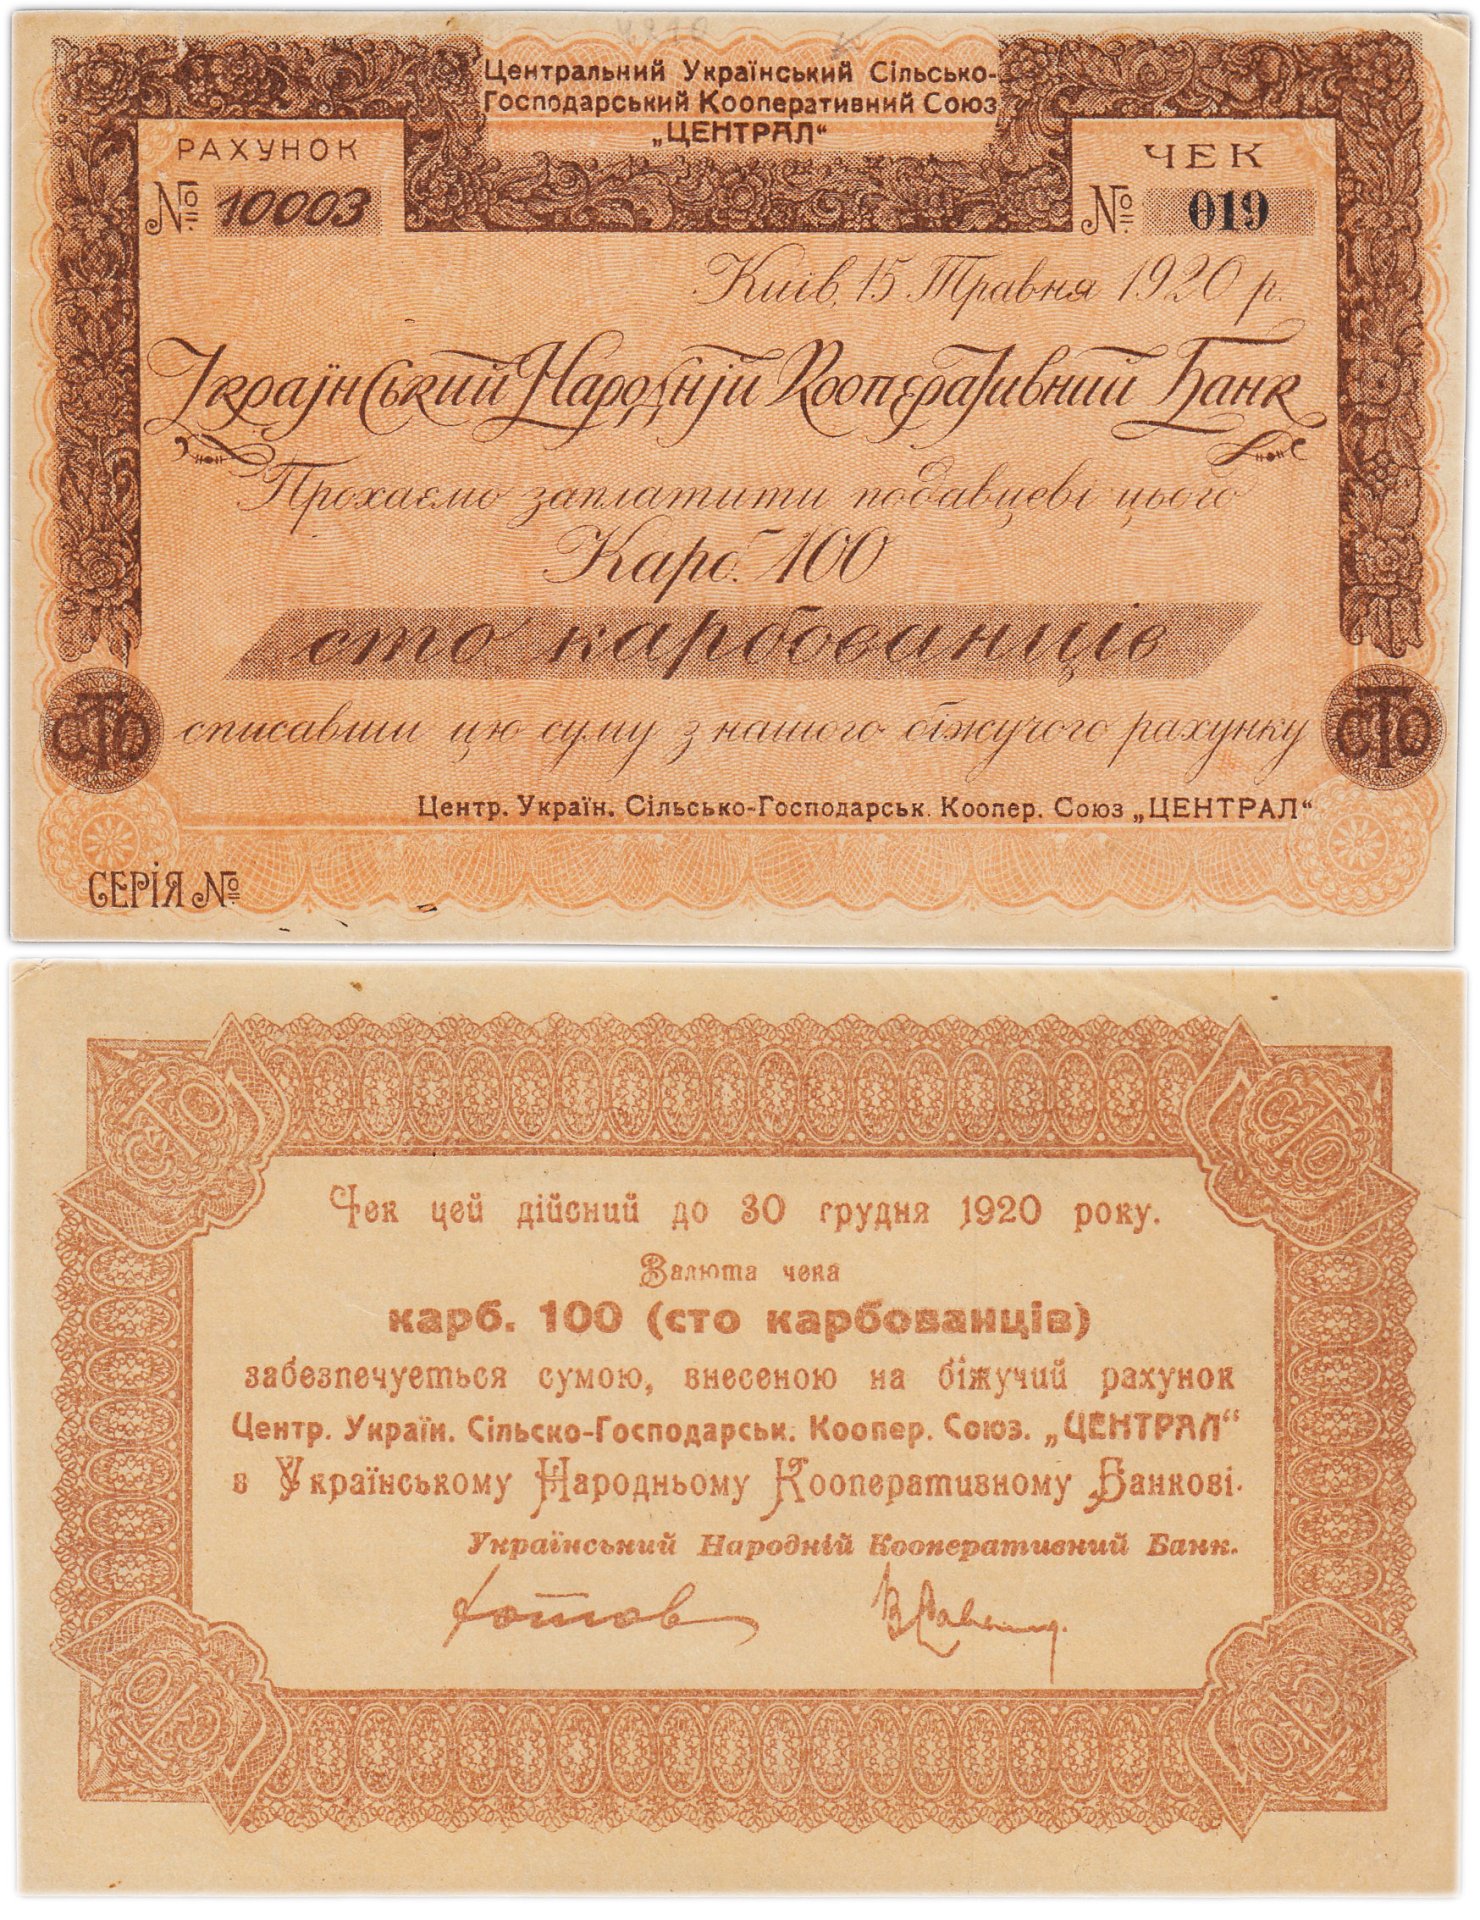 Центральний Український Сільсько-
Господарський Кооперативний Союз
„ЦЕНТРАЛ“
РАХУНОК
№ 10003
ЧЕК
№ 019
Київ, 15 Травня 1920 р.
Український Народній Кооперативний Банк
Прохаємо заплатити подавцеві цього
Карб. 100
сто карбованців
списавши цю суму з нашого біжучого рахунку
СТО
СТО
Центр. Україн. Сільсько-Господарськ. Коопер. Союз „ЦЕНТРАЛ“
СЕРІЯ №
СТО
СТО
Чек цей дійсний до 30 грудня 1920 року.
Валюта чека
карб. 100 (сто карбованців)
забезпечується сумою, внесеною на біжучий рахунок
Центр. Україн. Сільско-Господарськ. Коопер. Союз. „ЦЕНТРАЛ“
в Українському Народньому Кооперативному Банкові.
Український Народній Кооперативний Банк.
СТО
СТО